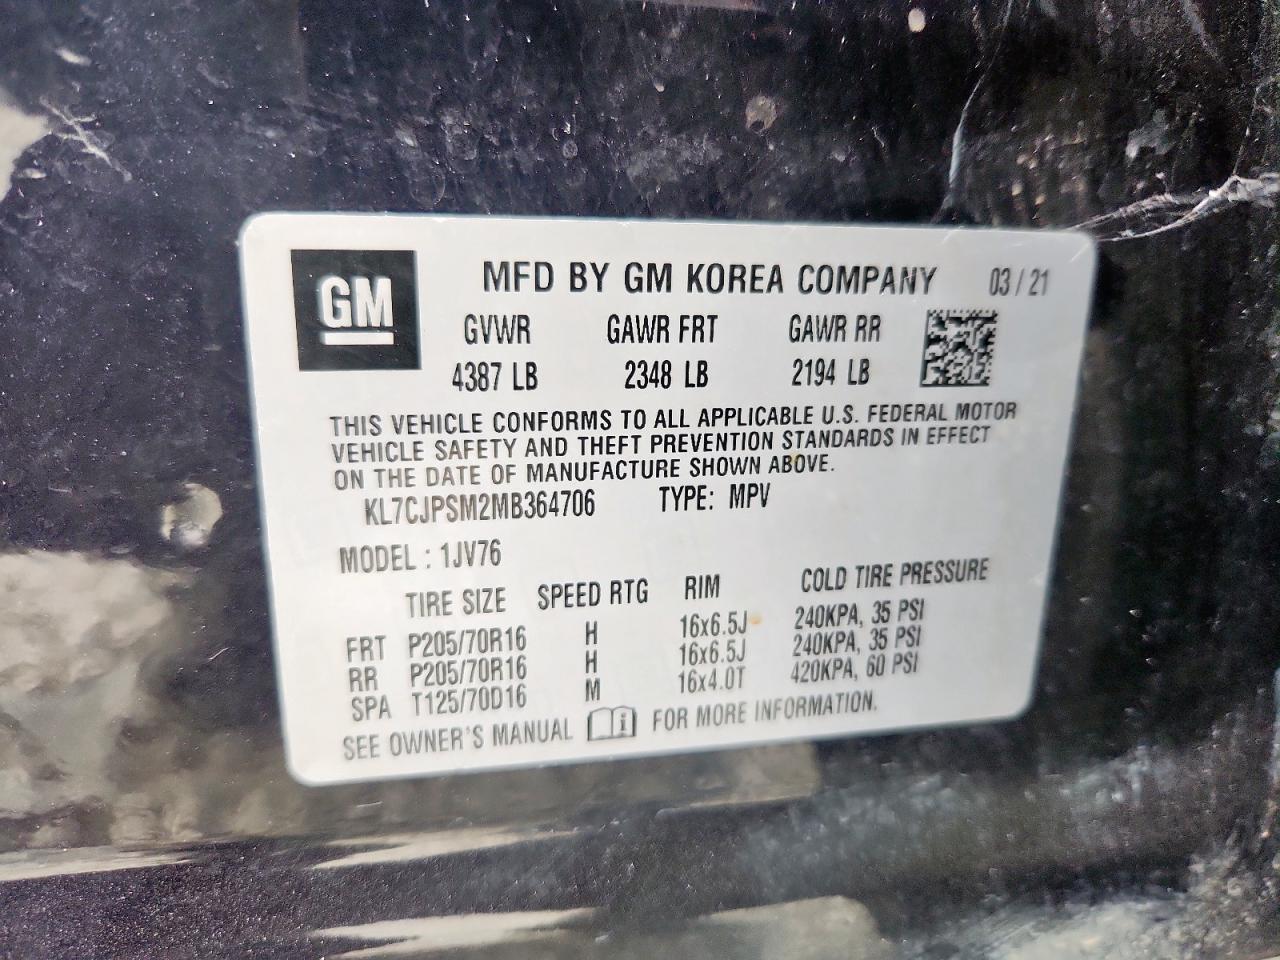 GM
MFD BY GM KOREA COMPANY 03/21
GVWR GAWR FRT GAWR RR
4387 LB 2348 LB 2194 LB
THIS VEHICLE CONFORMS TO ALL APPLICABLE U.S. FEDERAL MOTOR
VEHICLE SAFETY AND THEFT PREVENTION STANDARDS IN EFFECT
ON THE DATE OF MANUFACTURE SHOWN ABOVE.
KL7CJPSM2MB364706 TYPE: MPV
MODEL : 1JV76
TIRE SIZE SPEED RTG RIM COLD TIRE PRESSURE
FRT P205/70R16 H 16x6.5J 240KPA, 35 PSI
RR P205/70R16 H 16x6.5J 240KPA, 35 PSI
SPA T125/70D16 M 16x4.0T 420KPA, 60 PSI
SEE OWNER'S MANUAL FOR MORE INFORMATION.